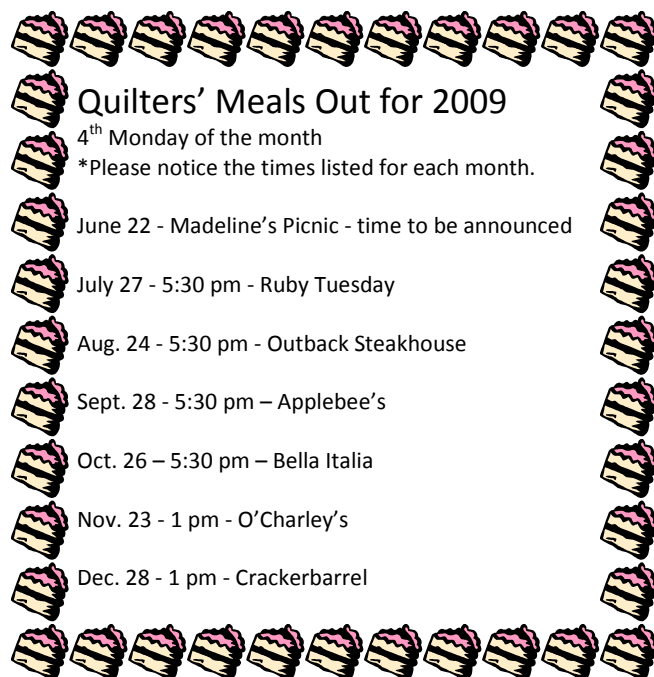 Quilters’ Meals Out for 2009
4th Monday of the month
*Please notice the times listed for each month.
June 22 - Madeline’s Picnic - time to be announced
July 27 - 5:30 pm - Ruby Tuesday
Aug. 24 - 5:30 pm - Outback Steakhouse
Sept. 28 - 5:30 pm – Applebee’s
Oct. 26 – 5:30 pm – Bella Italia
Nov. 23 - 1 pm - O’Charley’s
Dec. 28 - 1 pm - Crackerbarrel